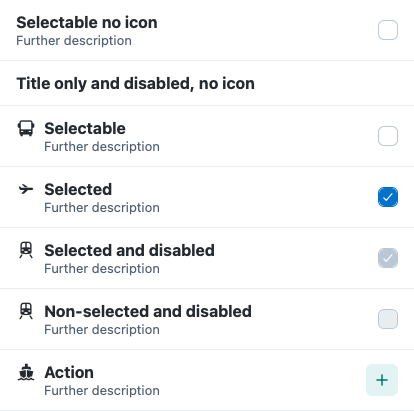 Selectable no icon
Further description
Title only and disabled, no icon
Selectable
Further description
Selected
Further description
Selected and disabled
Further description
Non-selected and disabled
Further description
Action
Further description